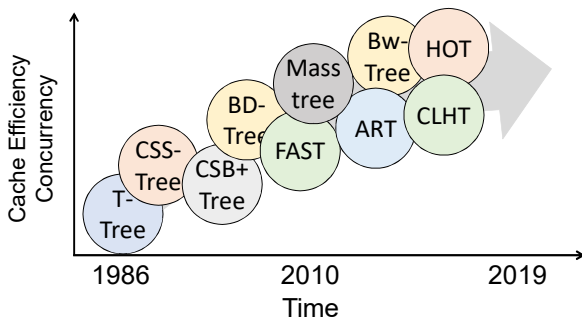 Cache Efficiency
Concurrency
Bw-
Tree
HOT
Mass
tree
BD-
Tree
FAST
ART
CLHT
CSS-
Tree
CSB+
Tree
T-
Tree
1986
2010
2019
Time